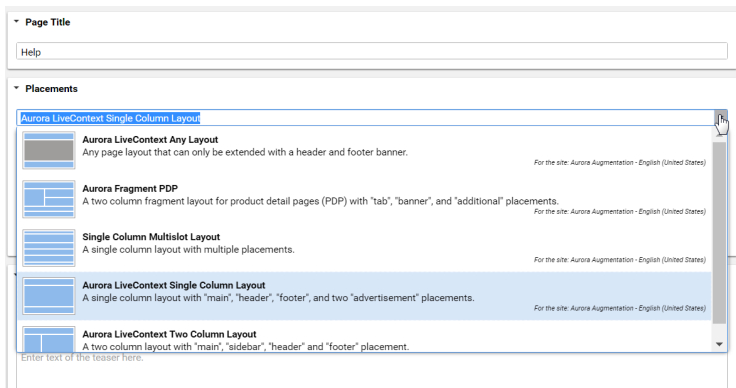 Page Title
Help
Placements
Aurora LiveContext Single Column Layout
Aurora LiveContext Any Layout
Any page layout that can only be extended with a header and footer banner.
For the site: Aurora Augmentation - English (United States)
Aurora Fragment PDP
A two column fragment layout for product detail pages (PDP) with "tab", "banner", and "additional" placements.
For the site: Aurora Augmentation - English (United States)
Single Column Multislot Layout
A single column layout with multiple placements.
For the site: Aurora Augmentation - English (United States)
Aurora LiveContext Single Column Layout
A single column layout with "main", "header", "footer", and two "advertisement" placements.
For the site: Aurora Augmentation - English (United States)
Aurora LiveContext Two Column Layout
A two column layout with "main", "sidebar", "header" and "footer" placement.
Enter text of the teaser here.